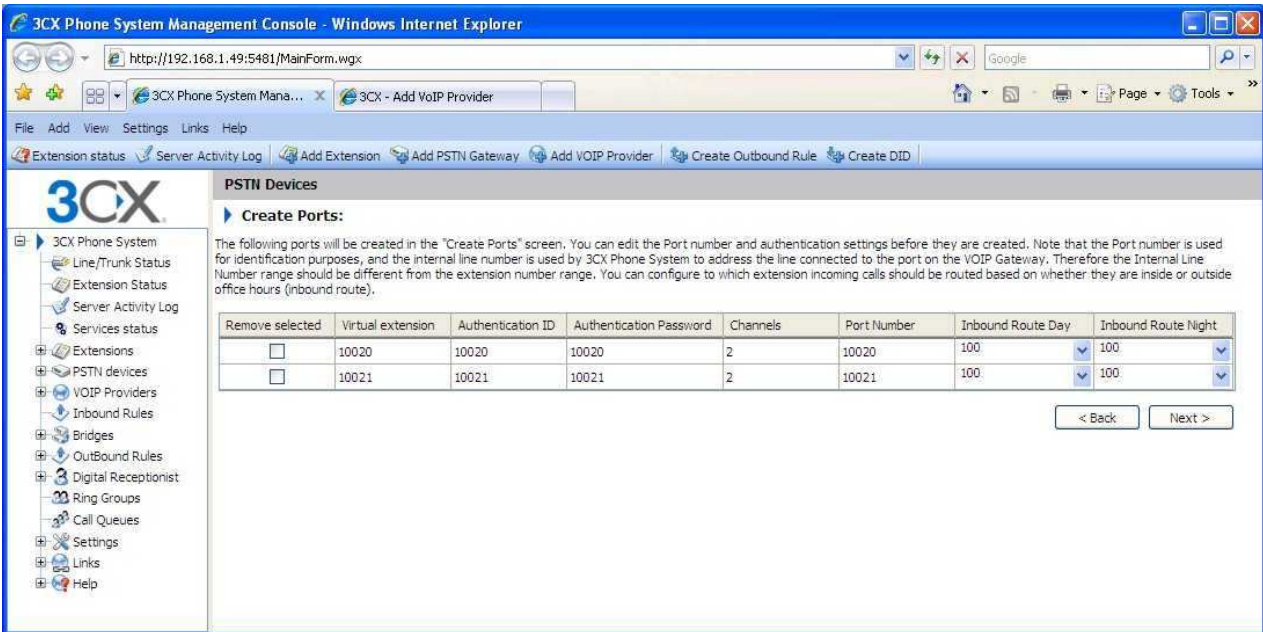 3CX Phone System Management Console - Windows Internet Explorer
http://192.168.1.49:5481/MainForm.wgx
Google
3CX Phone System Mana... X
3CX - Add VoIP Provider
Page
Tools
»
File Add View Settings Links Help
Extension status Server Activity Log Add Extension Add PSTN Gateway Add VOIP Provider Create Outbound Rule Create DID
3CX
3CX Phone System
Line/Trunk Status
Extension Status
Server Activity Log
Services status
Extensions
PSTN devices
VOIP Providers
Inbound Rules
Bridges
OutBound Rules
Digital Receptionist
Ring Groups
Call Queues
Settings
Links
Help
PSTN Devices
Create Ports:
The following ports will be created in the "Create Ports" screen. You can edit the Port number and authentication settings before they are created. Note that the Port number is used
for identification purposes, and the internal line number is used by 3CX Phone System to address the line connected to the port on the VOIP Gateway. Therefore the Internal Line
Number range should be different from the extension number range. You can configure to which extension incoming calls should be routed based on whether they are inside or outside
office hours (inbound route).
Remove selected Virtual extension Authentication ID Authentication Password Channels Port Number Inbound Route Day Inbound Route Night
10020 10020 10020 2 10020 100 100
10021 10021 10021 2 10021 100 100
< Back Next >